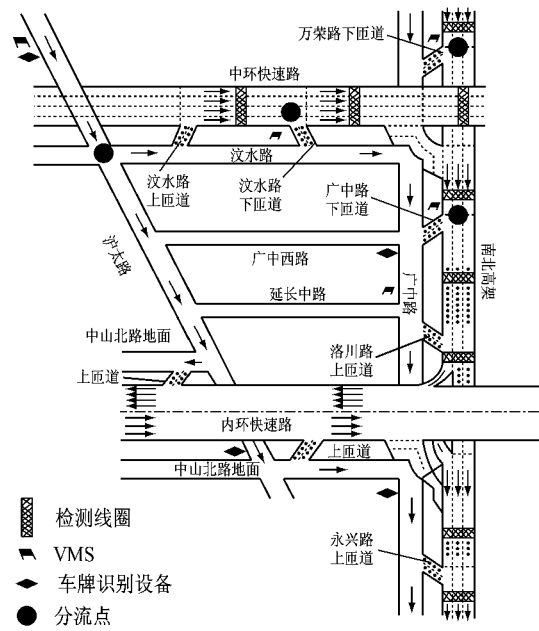 万荣路下匝道
中环快速路
汶水路
汶水路
上匝道
汶水路
下匝道
广中路
下匝道
沪太路
广中西路
南北高架
延长中路
广中路
中山北路地面
洛川路
上匝道
上匝道
内环快速路
上匝道
中山北路地面
永兴路
上匝道
检测线圈
VMS
车牌识别设备
分流点